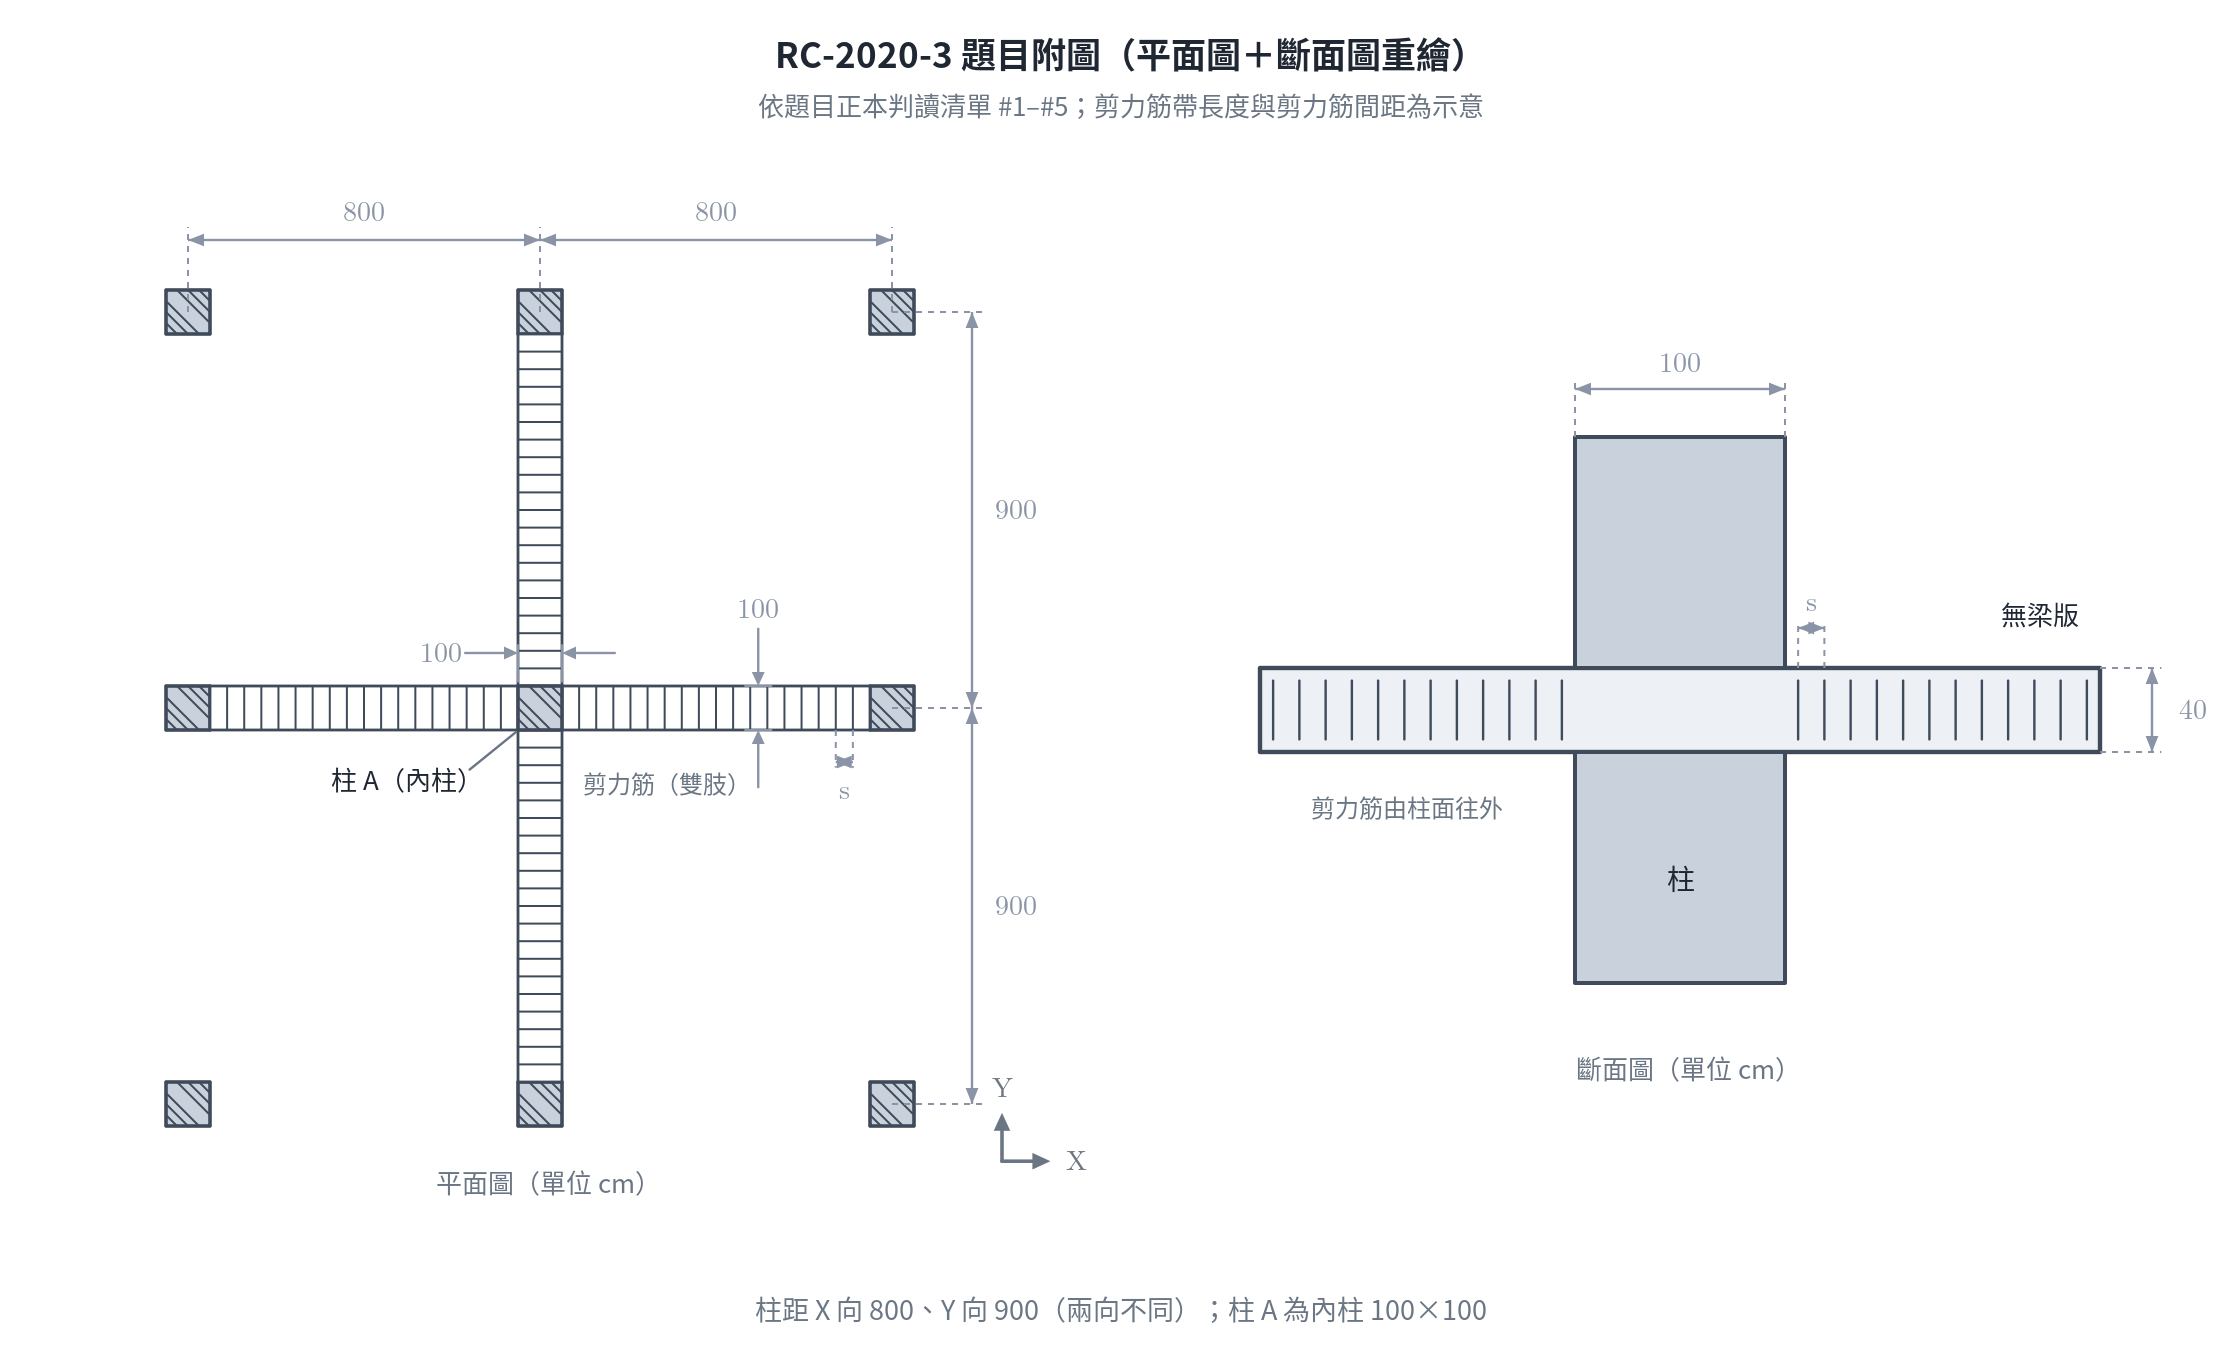 RC-2020-3 題目附圖（平面圖＋斷面圖重繪）
依題目正本判讀清單 #1–#5；剪力筋帶長度與剪力筋間距為示意
800
800
900
100
100
柱 A（內柱）
剪力筋（雙肢）
s
900
Y
X
平面圖（單位 cm）
100
s
無梁版
40
剪力筋由柱面往外
柱
斷面圖（單位 cm）
柱距 X 向 800、Y 向 900（兩向不同）；柱 A 為內柱 100×100